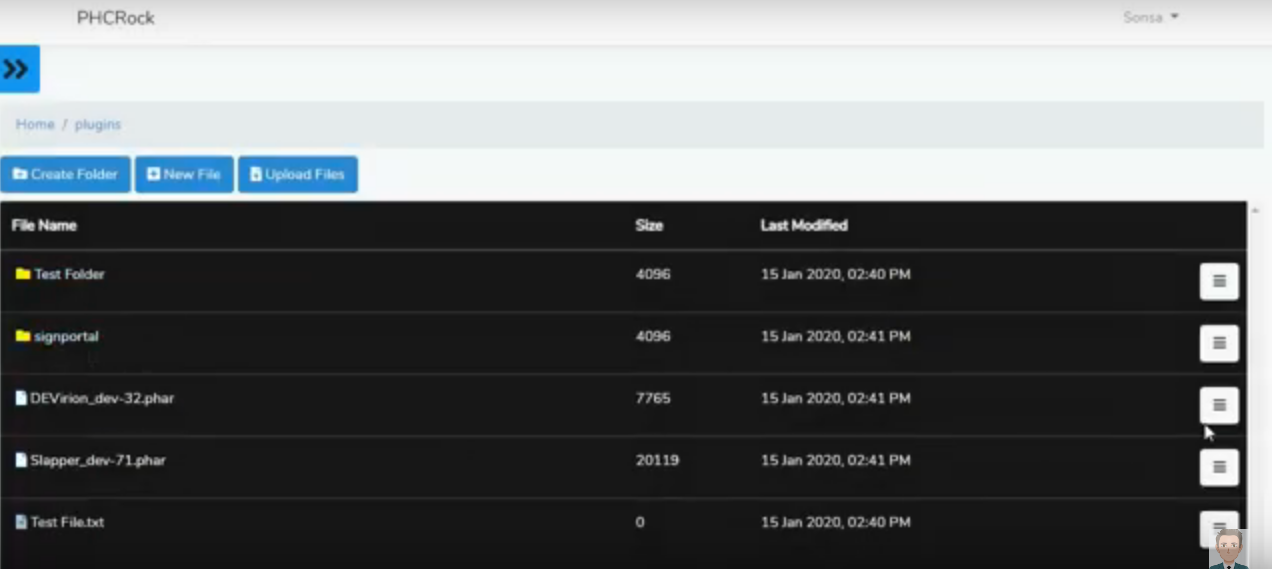 PHCRock Sonsa
Home / plugins
Create Folder New File Upload Files
File Name Size Last Modified
Test Folder 4096 15 Jan 2020, 02:40 PM
signportal 4096 15 Jan 2020, 02:41 PM
DEVirion_dev-32.phar 7765 15 Jan 2020, 02:41 PM
Slapper_dev-71.phar 20119 15 Jan 2020, 02:41 PM
Test File.txt 0 15 Jan 2020, 02:40 PM